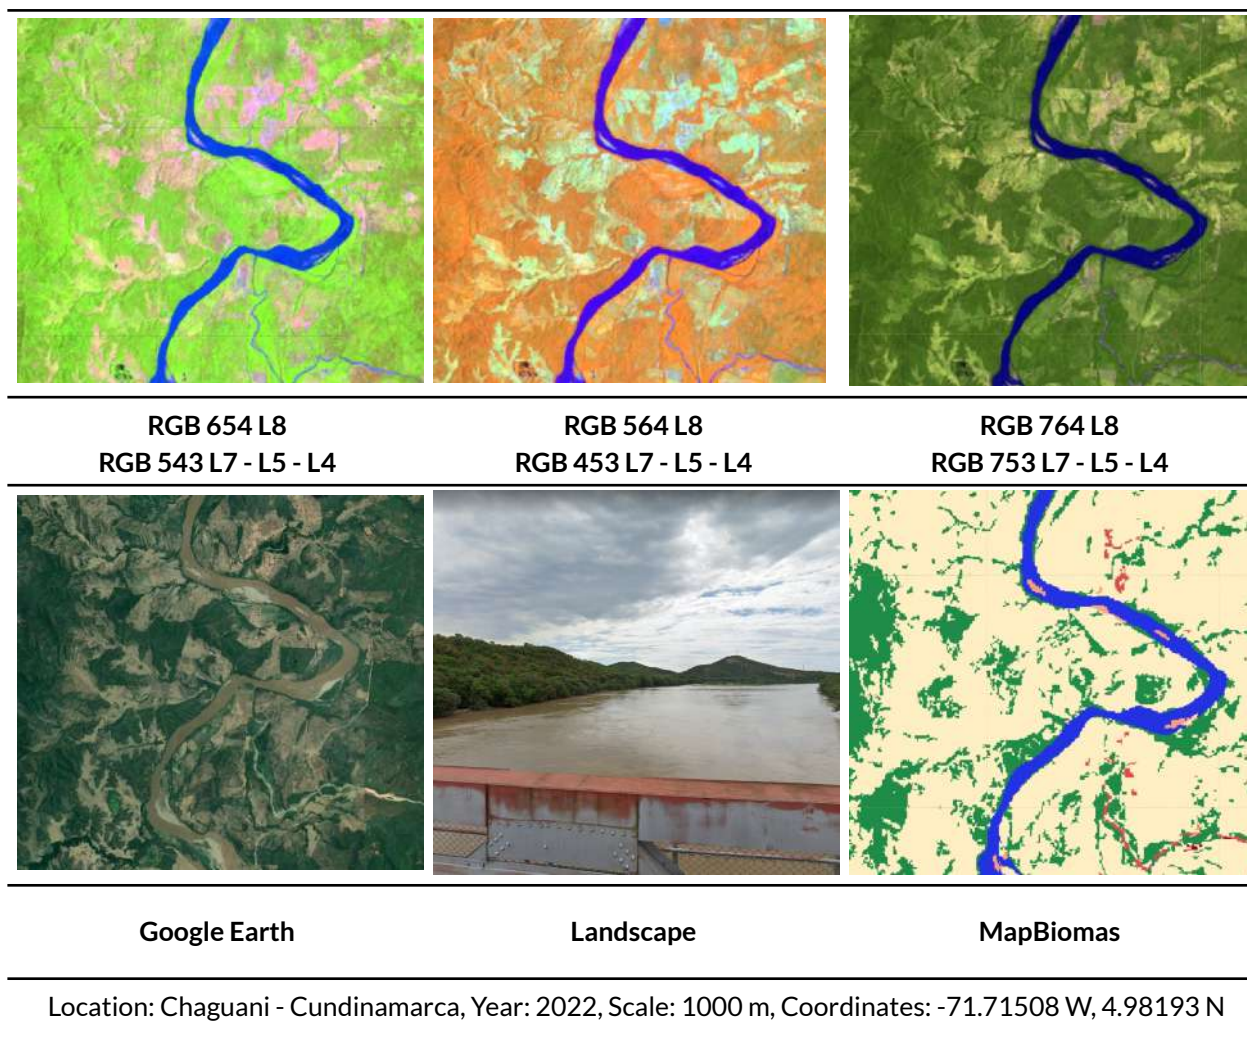 RGB 654 L8
RGB 543 L7 - L5 - L4
RGB 564 L8
RGB 453 L7 - L5 - L4
RGB 764 L8
RGB 753 L7 - L5 - L4
Google Earth
Landscape
MapBiomas
Location: Chaguani - Cundinamarca, Year: 2022, Scale: 1000 m, Coordinates: -71.71508 W, 4.98193 N